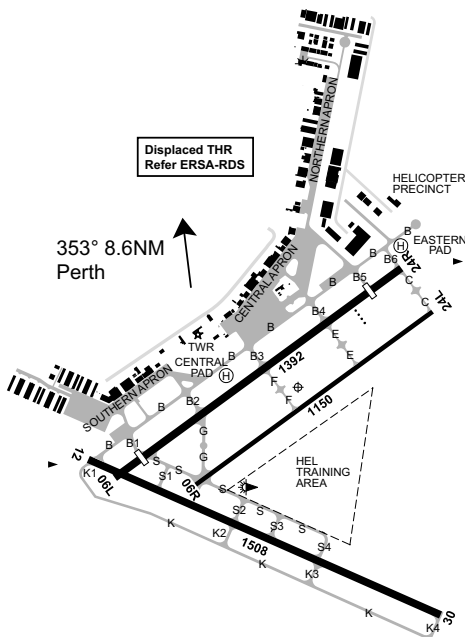 Displaced THR
Refer ERSA-RDS
NORTHERN APRON
HELICOPTER
PRECINCT
353° 8.6NM
Perth
B
EASTERN
PAD
H
24R
B
B6
C
24L
B5
C
B
CENTRAL APRON
B4
B
TWR
E
E
CENTRAL
PAD
H
B
B3
1392
F
F
1150
SOUTHERN APRON
B
B2
G
G
B
B1
12
K1
06L
S
S
S1
06R
S
HEL
TRAINING
AREA
S2
S
S3
S
S4
K
K2
1508
K
K3
K
30
K4